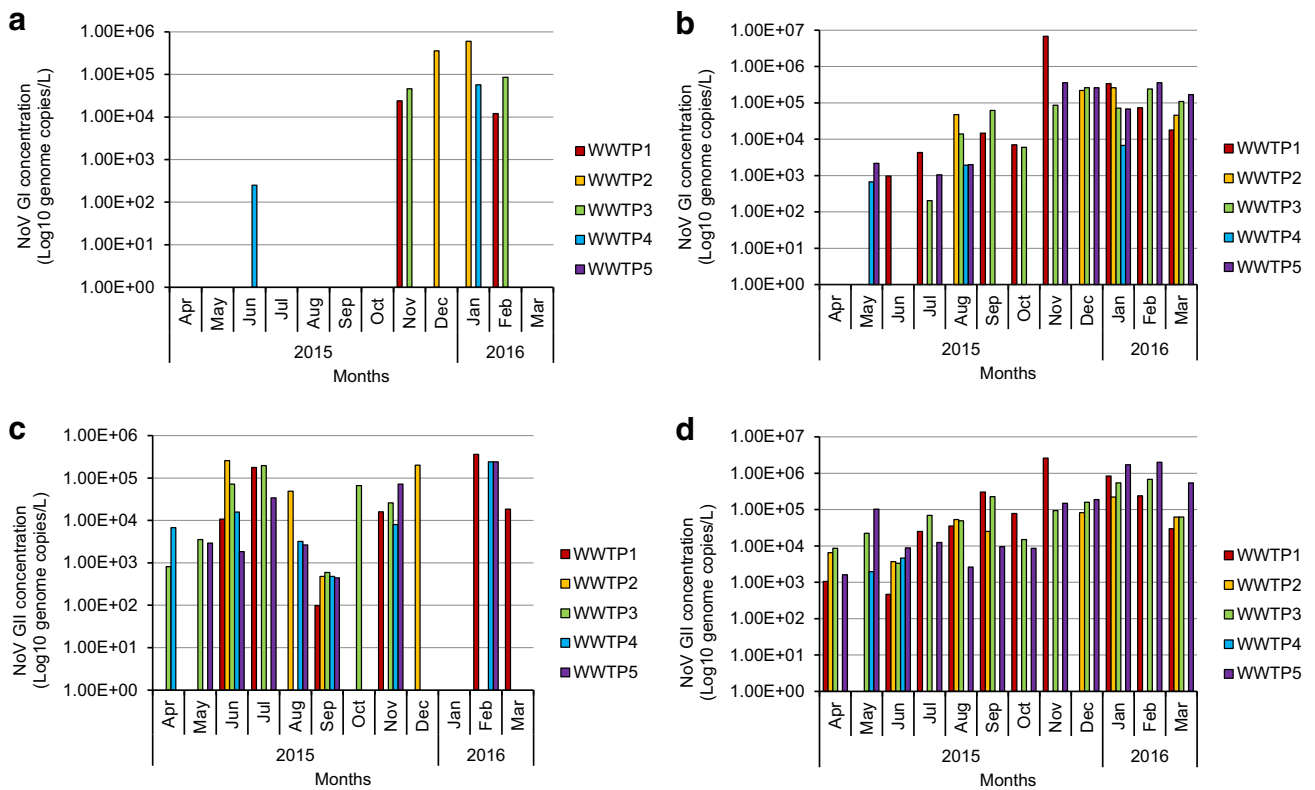 a
1.00E+06
1.00E+05
1.00E+04
1.00E+03
1.00E+02
1.00E+01
1.00E+00
NoV GI concentration
(Log10 genome copies/L)
Apr May Jun Jul Aug Sep Oct Nov Dec Jan Feb Mar
2015 2016
Months
WWTP1
WWTP2
WWTP3
WWTP4
WWTP5
b
1.00E+07
1.00E+06
1.00E+05
1.00E+04
1.00E+03
1.00E+02
1.00E+01
1.00E+00
NoV GI concentration
(Log10 genome copies/L)
Apr May Jun Jul Aug Sep Oct Nov Dec Jan Feb Mar
2015 2016
Months
WWTP1
WWTP2
WWTP3
WWTP4
WWTP5
c
1.00E+06
1.00E+05
1.00E+04
1.00E+03
1.00E+02
1.00E+01
1.00E+00
NoV GII concentration
(Log10 genome copies/L)
Apr May Jun Jul Aug Sep Oct Nov Dec Jan Feb Mar
2015 2016
Months
WWTP1
WWTP2
WWTP3
WWTP4
WWTP5
d
1.00E+07
1.00E+06
1.00E+05
1.00E+04
1.00E+03
1.00E+02
1.00E+01
1.00E+00
NoV GII concentration
(Log10 genome copies/L)
Apr May Jun Jul Aug Sep Oct Nov Dec Jan Feb Mar
2015 2016
Months
WWTP1
WWTP2
WWTP3
WWTP4
WWTP5